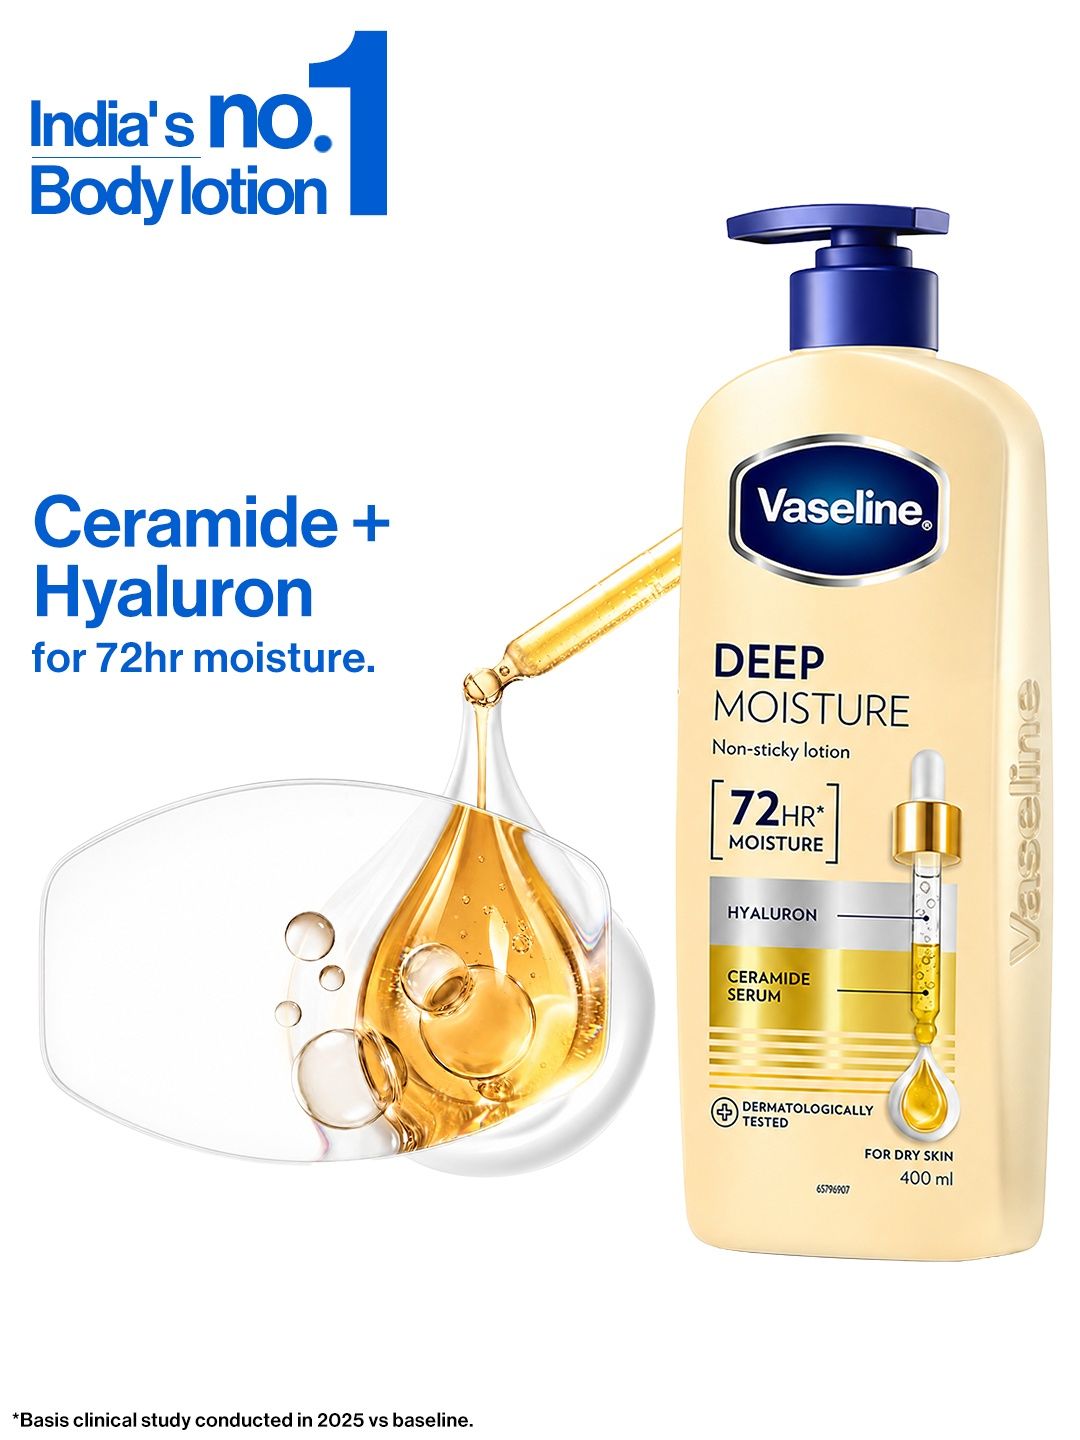 India's no.1
Body lotion
Ceramide +
Hyaluron
for 72hr moisture.
Vaseline®
DEEP
MOISTURE
Non-sticky lotion
72HR*
MOISTURE
HYALURON
CERAMIDE
SERUM
DERMATOLOGICALLY
TESTED
FOR DRY SKIN
400 ml
65796907
Vaseline
*Basis clinical study conducted in 2025 vs baseline.